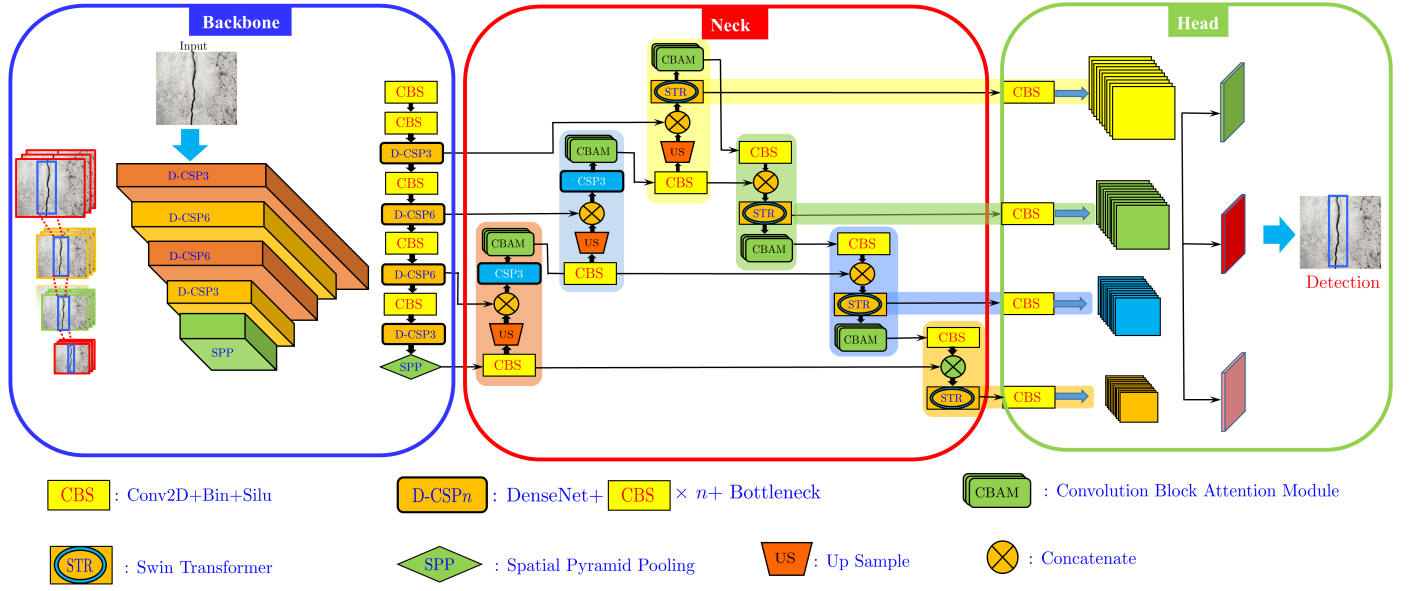 Backbone
Neck
Head
Input
D-CSP3
D-CSP6
D-CSP6
D-CSP3
SPP
CBS
CBS
D-CSP3
CBS
D-CSP6
CBS
D-CSP6
CBS
D-CSP3
SPP
CBAM
CSP3
US
CBS
CBAM
CSP3
US
CBS
CBAM
STR
US
CBS
CBS
STR
CBAM
CBS
STR
CBAM
CBS
STR
CBS
CBS
CBS
CBS
Detection
CBS : Conv2D+Bin+Silu
D-CSPn : DenseNet+ CBS × n+ Bottleneck
CBAM : Convolution Block Attention Module
STR : Swin Transformer
SPP : Spatial Pyramid Pooling
US : Up Sample
: Concatenate